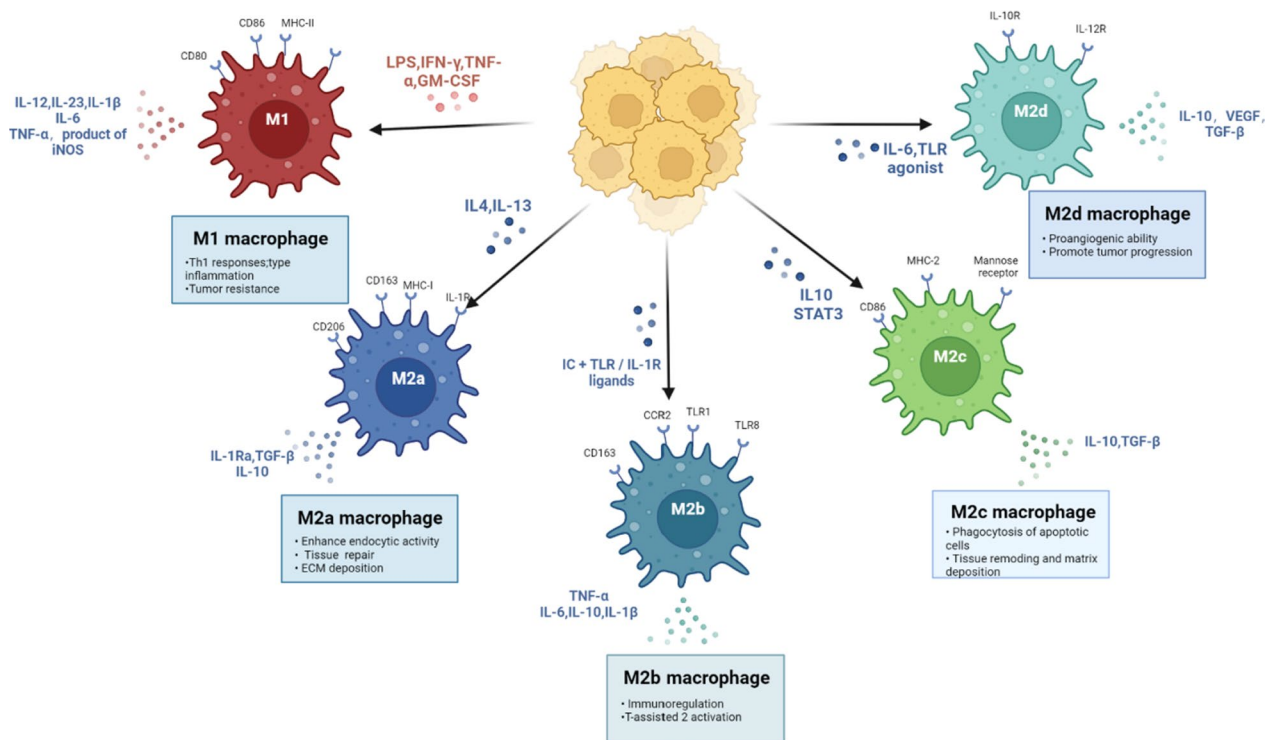 CD80
CD86
MHC-II
LPS,IFN-γ,TNF-
α,GM-CSF
IL-12,IL-23,IL-1β
IL-6
TNF-α, product of
iNOS
M1
M1 macrophage
•Th1 responses;type
inflammation
•Tumor resistance
IL-10R
IL-12R
M2d
IL-6,TLR
agonist
IL-10, VEGF,
TGF-β
M2d macrophage
• Proangiogenic ability
• Promote tumor progression
IL4,IL-13
CD206
CD163
MHC-I
IL-1R
M2a
IL-1Ra,TGF-β
IL-10
M2a macrophage
• Enhance endocytic activity
• Tissue repair
• ECM deposition
IC + TLR / IL-1R
ligands
CD163
CCR2
TLR1
TLR8
M2b
TNF-α
IL-6,IL-10,IL-1β
M2b macrophage
• Immunoregulation
•T-assisted 2 activation
IL10
STAT3
CD86
MHC-2
Mannose
receptor
M2c
IL-10,TGF-β
M2c macrophage
• Phagocytosis of apoptotic
cells
• Tissue remoding and matrix
deposition